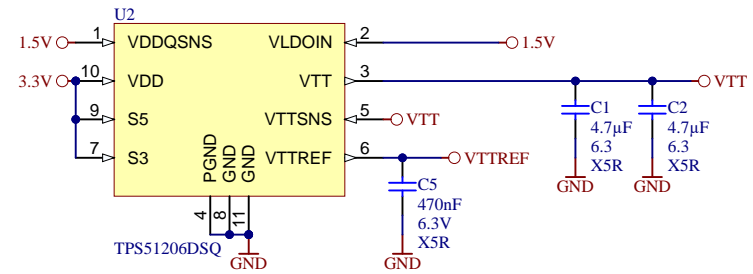 U2
1.5V 1 VDDQSNS VLDOIN 2 1.5V
3.3V 10 VDD VTT 3 VTT
9 S5 VTTSNS 5 VTT
C1 C2
4.7µF 4.7µF
6.3 6.3
X5R X5R
7 S3 VTTREF 6 VTTREF
PGND GND GND
GND GND
C5
470nF
6.3V
X5R
4 8 11
TPS51206DSQ
GND GND